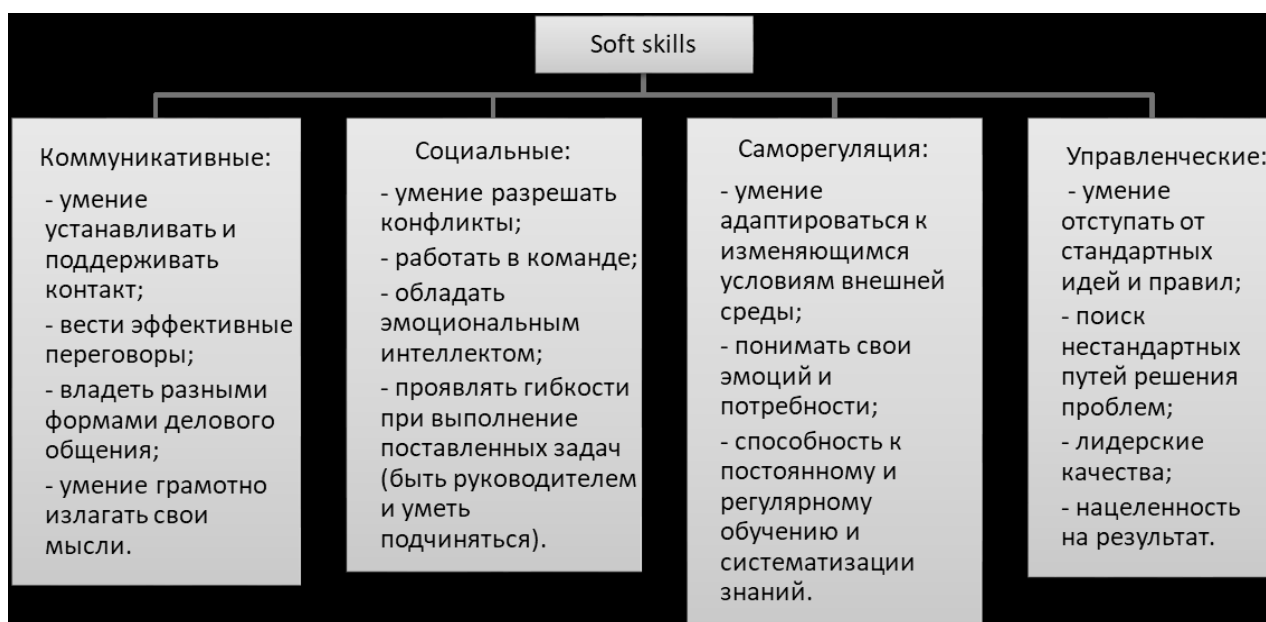 Soft skills
Коммуникативные:
- умение
устанавливать и
поддерживать
контакт;
- вести эффективные
переговоры;
- владеть разными
формами делового
общения;
- умение грамотно
излагать свои
мысли.
Социальные:
- умение разрешать
конфликты;
- работать в команде;
- обладать
эмоциональным
интеллектом;
- проявлять гибкости
при выполнение
поставленных задач
(быть руководителем
и уметь
подчиняться).
Саморегуляция:
- умение
адаптироваться к
изменяющимся
условиям внешней
среды;
- понимать свои
эмоций и
потребности;
- способность к
постоянному и
регулярному
обучению и
систематизации
знаний.
Управленческие:
- умение
отступать от
стандартных
идей и правил;
- поиск
нестандартных
путей решения
проблем;
- лидерские
качества;
- нацеленность
на результат.